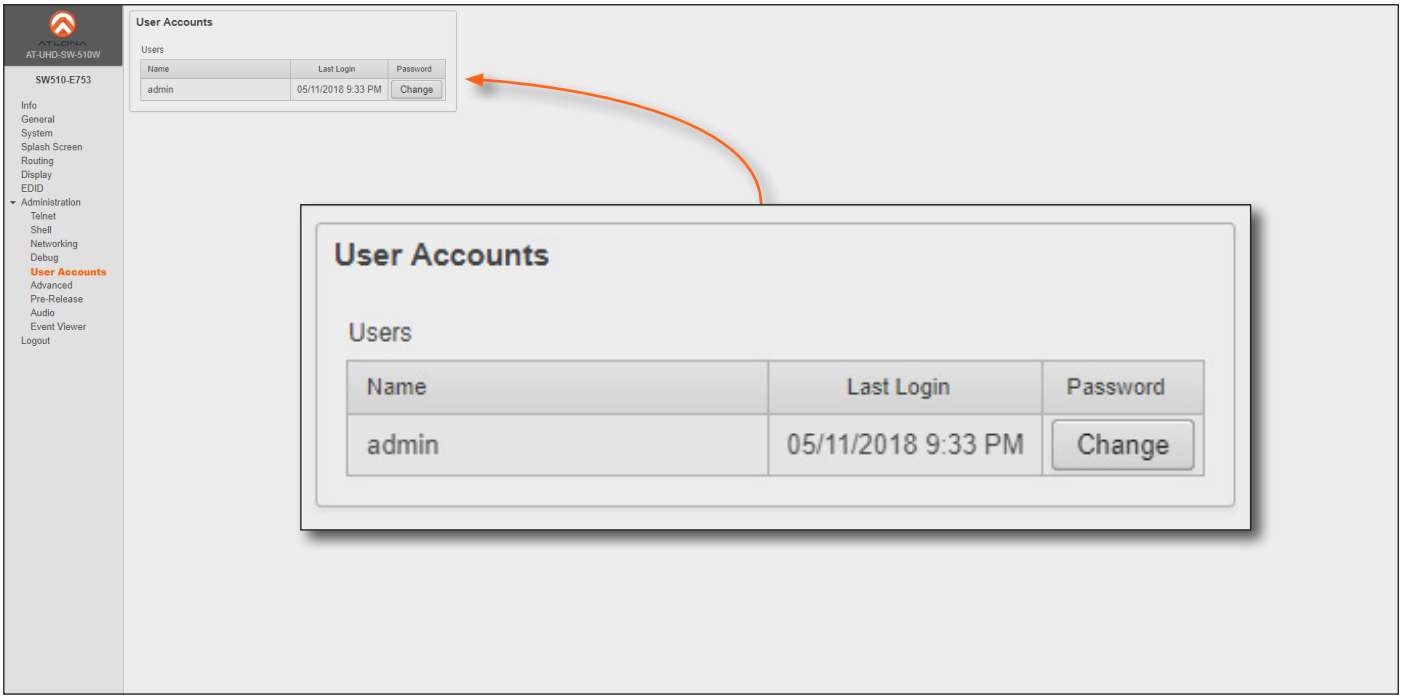 ATLONA
AT-UHD-SW-510W
SW510-E753
Info
General
System
Splash Screen
Routing
Display
EDID
Administration
Telnet
Shell
Networking
Debug
User Accounts
Advanced
Pre-Release
Audio
Event Viewer
Logout
User Accounts
Users
Name Last Login Password
admin 05/11/2018 9:33 PM Change
User Accounts
Users
Name Last Login Password
admin 05/11/2018 9:33 PM Change